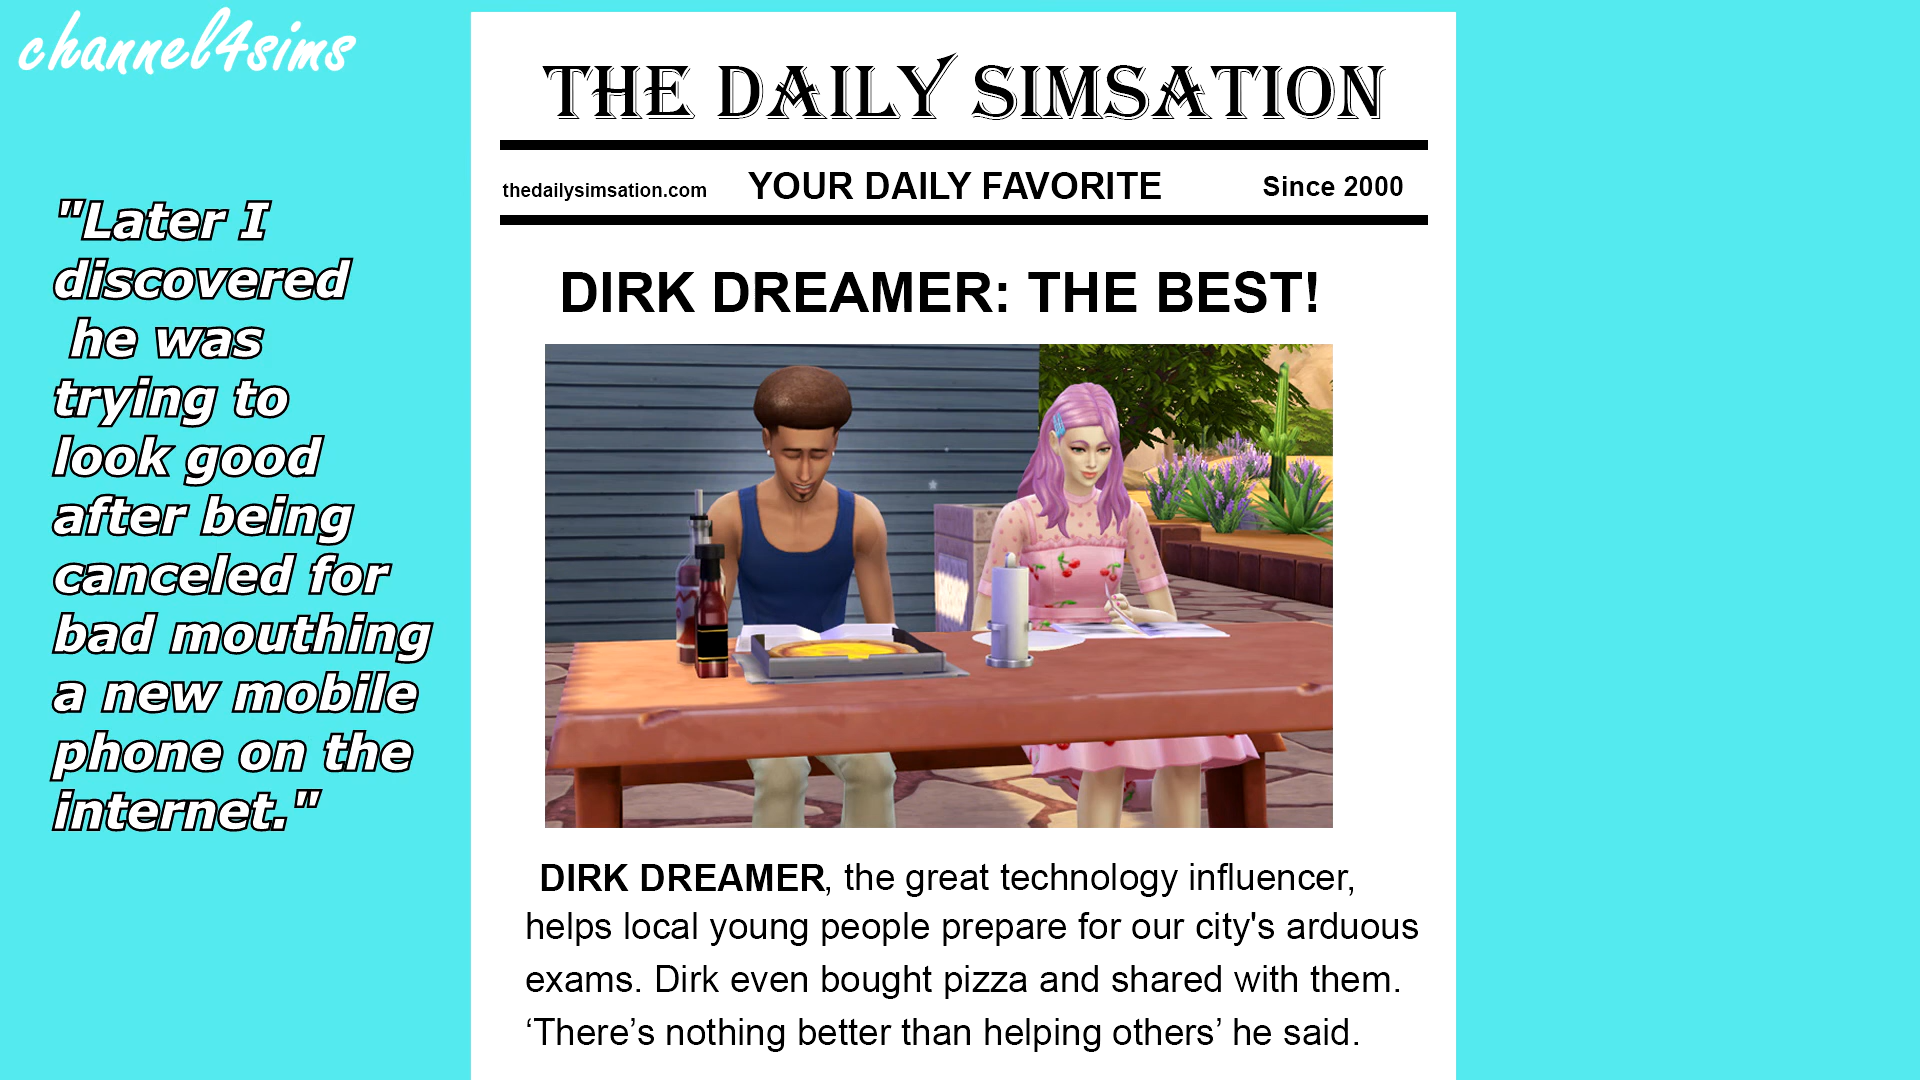 channel4sims
"Later I
discovered
he was
trying to
look good
after being
canceled for
bad mouthing
a new mobile
phone on the
internet."
THE DAILY SIMSATION
thedailysimsation.com YOUR DAILY FAVORITE Since 2000
DIRK DREAMER: THE BEST!
DIRK DREAMER, the great technology influencer,
helps local young people prepare for our city's arduous
exams. Dirk even bought pizza and shared with them.
‘There’s nothing better than helping others’ he said.